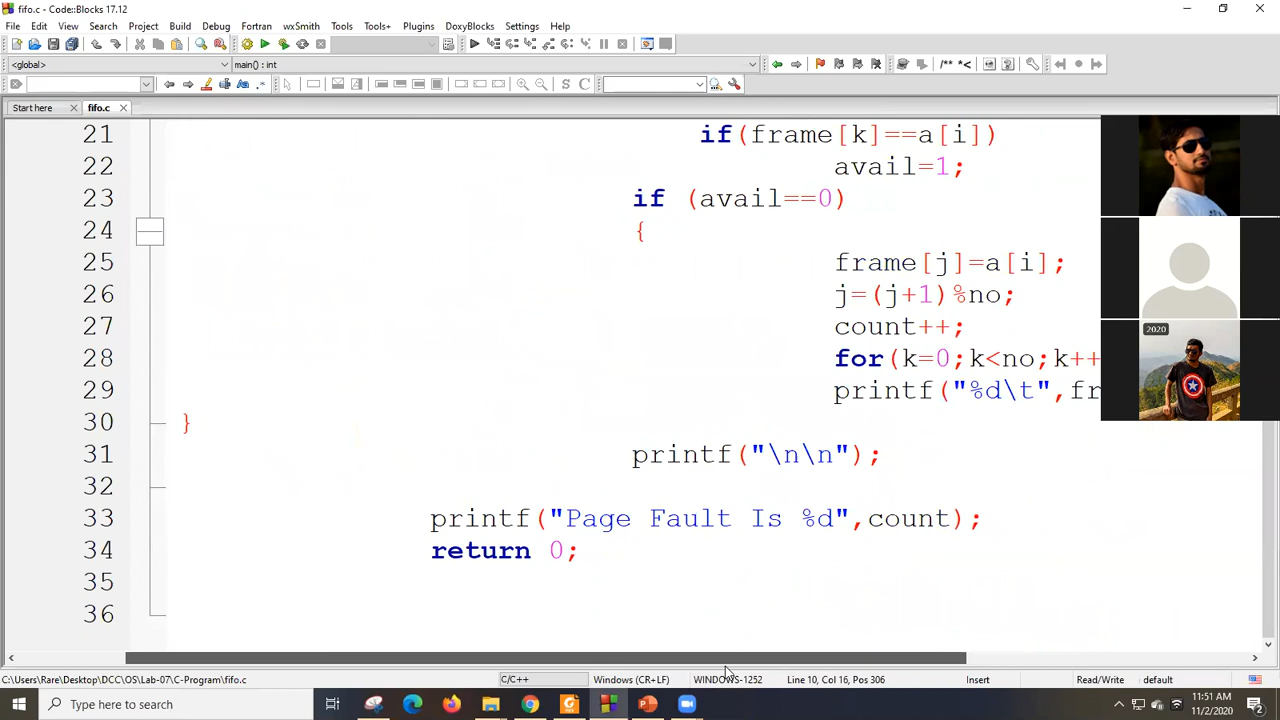 fifo.c - Code::Blocks 17.12
File Edit View Search Project Build Debug Fortran wxSmith Tools Tools+ Plugins DoxyBlocks Settings Help
<global> main() : int
/** *<
S C
Start here fifo.c
21 if(frame[k]==a[i])
22 avail=1;
23 if (avail==0)
24 {
25 frame[j]=a[i];
26 j=(j+1)%no;
27 count++;
28 for(k=0;k<no;k++
29 printf("%d\t",fr
30 }
31 printf("\n\n");
32
33 printf("Page Fault Is %d",count);
34 return 0;
35
36
2020
C:\Users\Rare\Desktop\DCC\OS\Lab-07\C-Program\fifo.c C/C++ Windows (CR+LF) WINDOWS-1252 Line 10, Col 16, Pos 306 Insert Read/Write default
Type here to search
11:51 AM
11/2/2020
2